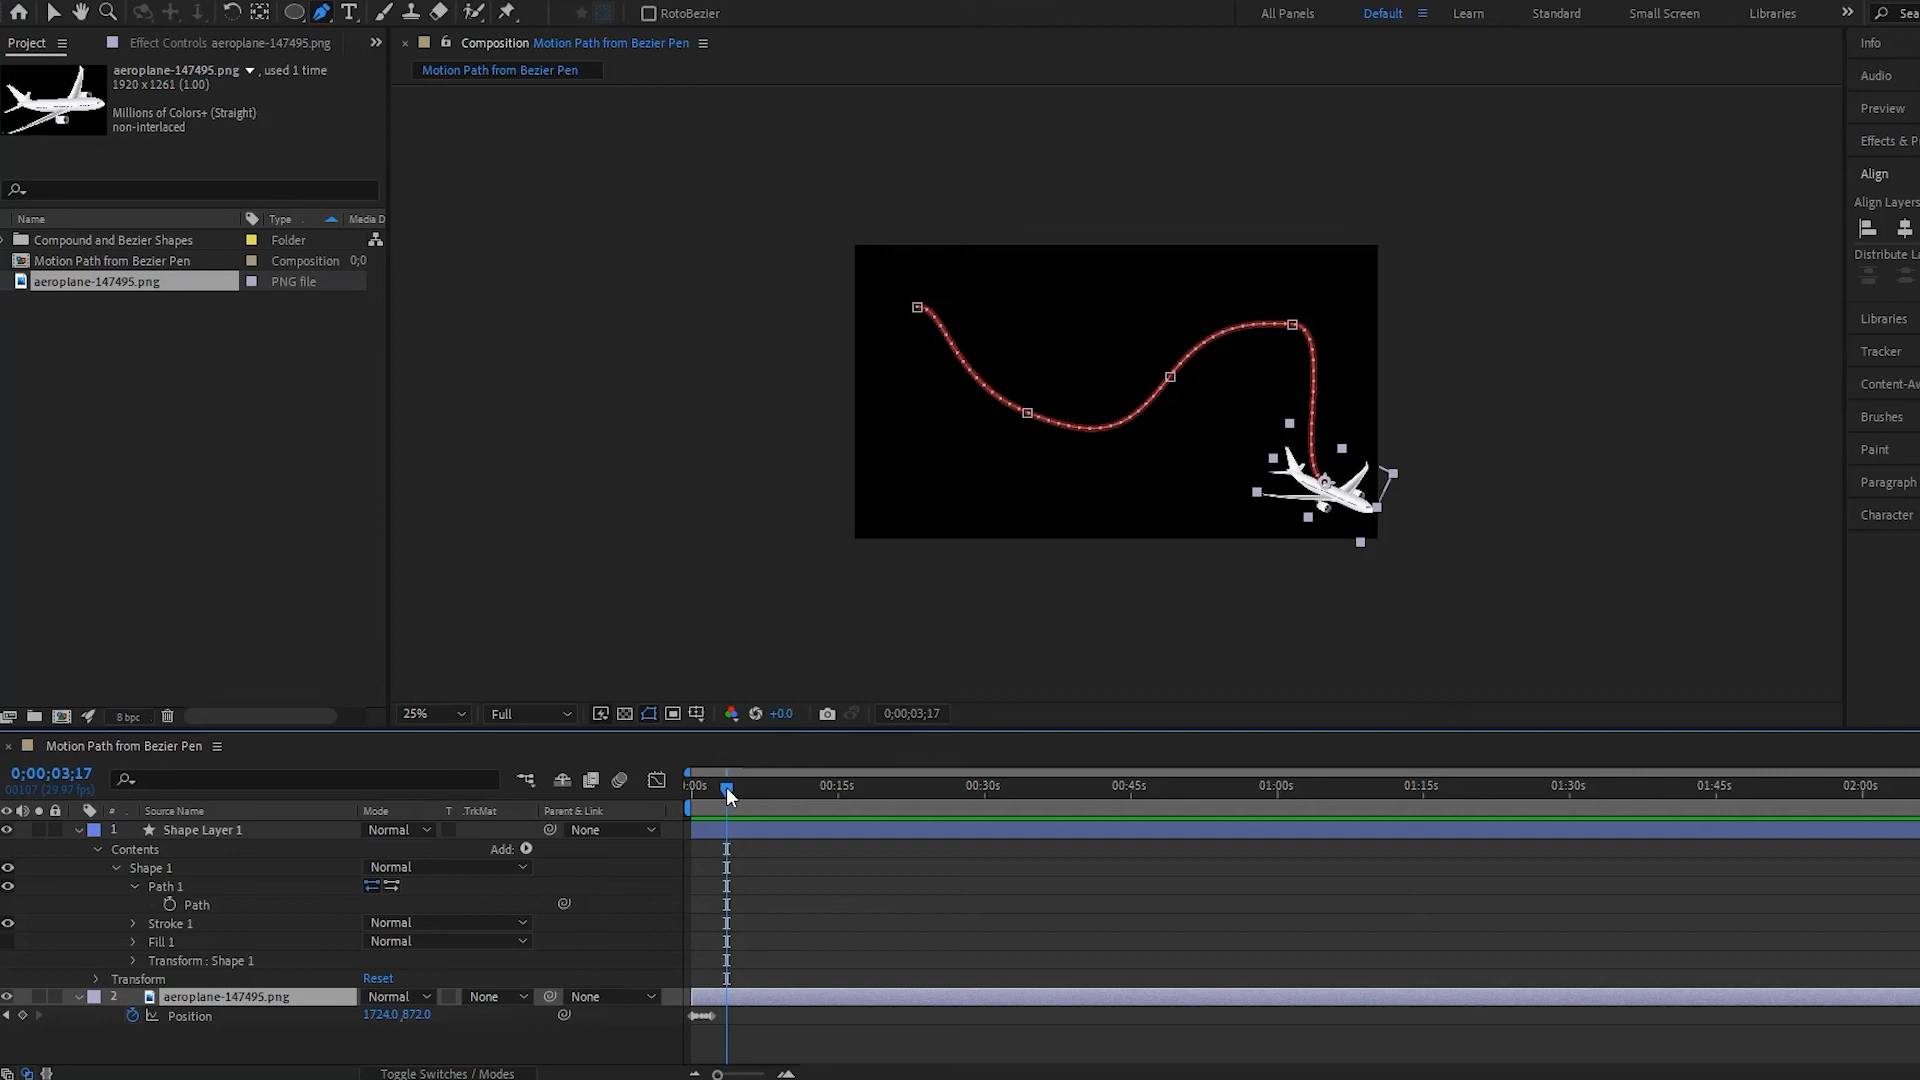 RotoBezier
All Panels
Default
Learn
Standard
Small Screen
Libraries
Sea
Project
Effect Controls aeroplane-147495.png
Composition Motion Path from Bezier Pen
Info
aeroplane-147495.png , used 1 time
1920 x 1261 (1.00)
Millions of Colors+ (Straight)
non-interlaced
Motion Path from Bezier Pen
Audio
Preview
Effects & P
Align
Align Layers
Distribute La
Name
Type
Media D
Compound and Bezier Shapes
Folder
Motion Path from Bezier Pen
Composition
0;0
aeroplane-147495.png
PNG file
Libraries
Tracker
Content-Aw
Brushes
Paint
Paragraph
Character
8 bpc
25%
Full
+0.0
0;00;03;17
Motion Path from Bezier Pen
0;00;03;17
00107 (29.97 fps)
:00s
00:15s
00:30s
00:45s
01:00s
01:15s
01:30s
01:45s
02:00s
#
Source Name
Mode
T .TrkMat
Parent & Link
1
Shape Layer 1
Normal
None
Contents
Add:
Shape 1
Normal
Path 1
Path
Stroke 1
Normal
Fill 1
Normal
Transform : Shape 1
Transform
Reset
2
aeroplane-147495.png
Normal
None
None
Position
1724.0,872.0
Toggle Switches / Modes